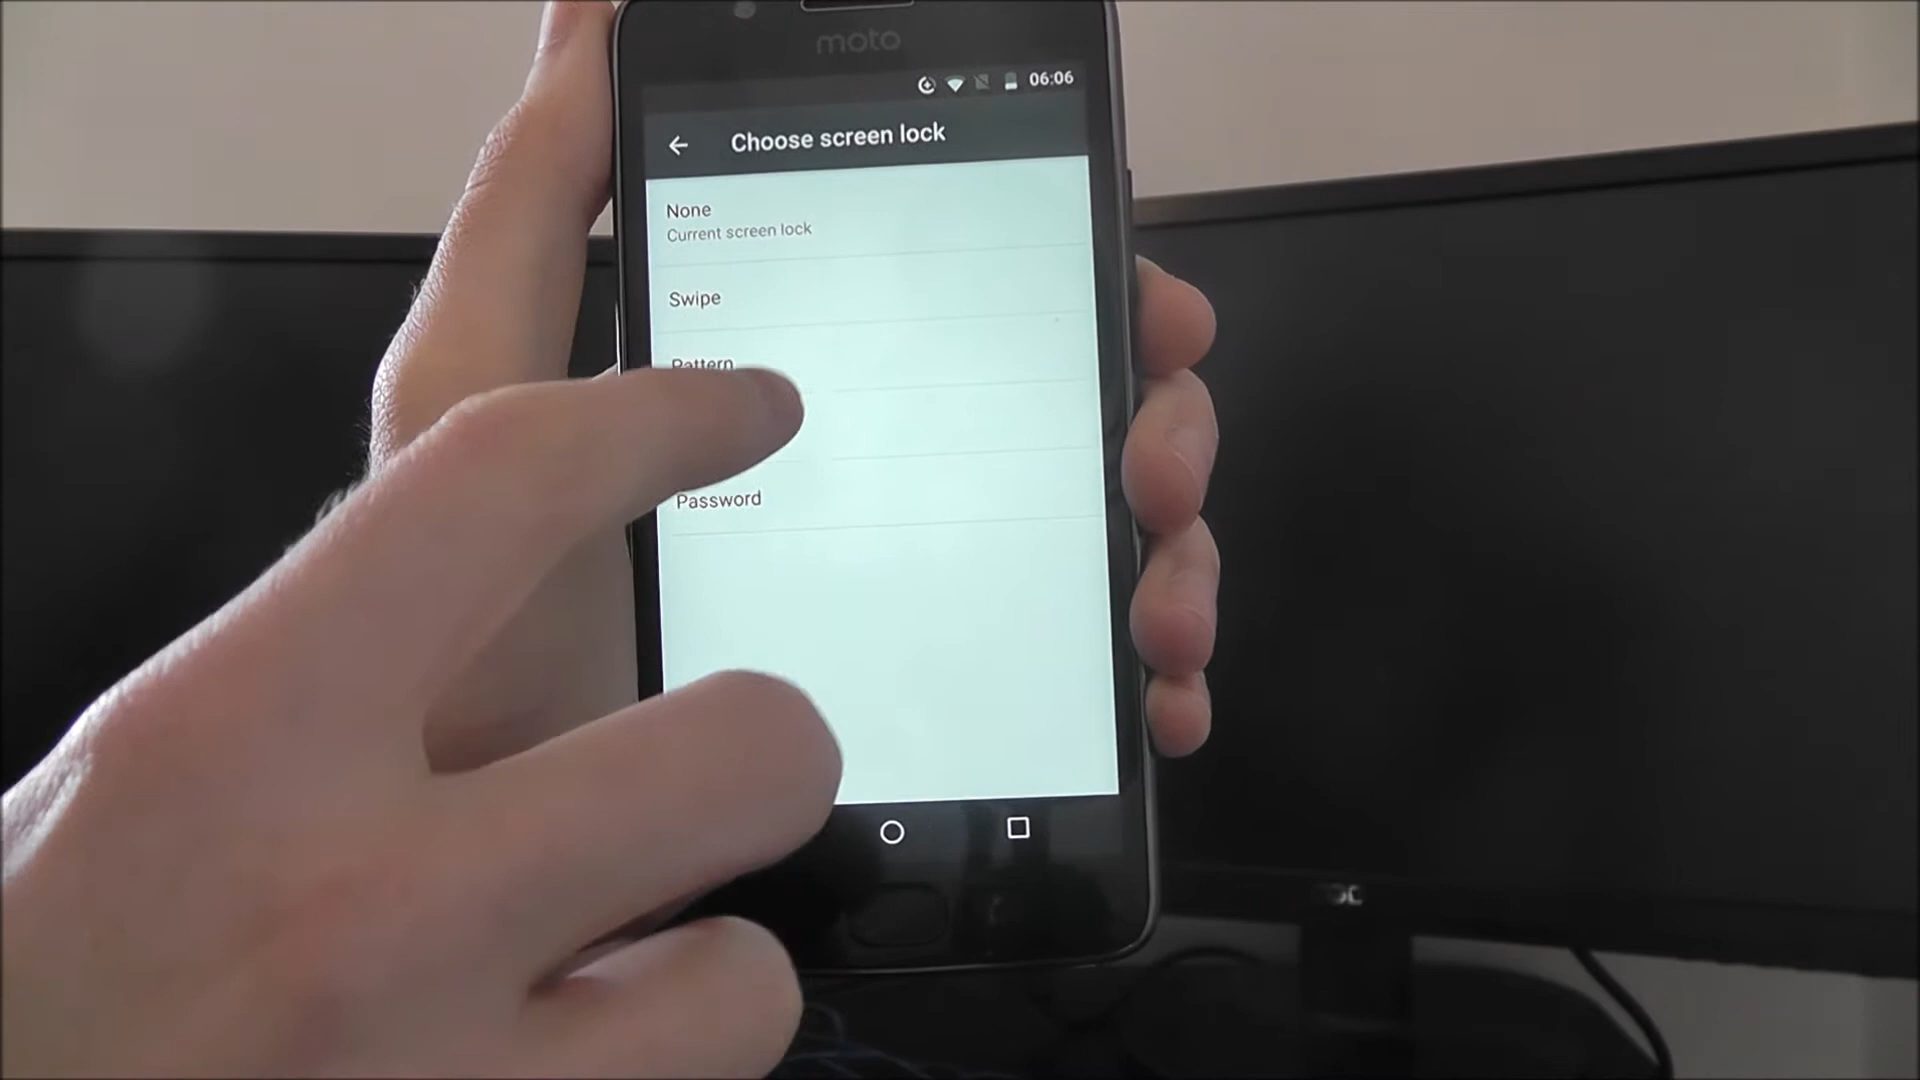 moto
06:06
Choose screen lock
None
Current screen lock
Swipe
Pattern
Password